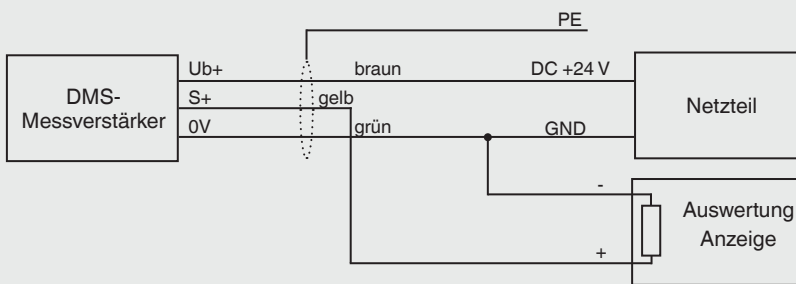 PE
Ub+ braun DC +24 V
DMS-
Messverstärker
S+ gelb
0V grün GND
Netzteil
-
Auswertung
Anzeige
+